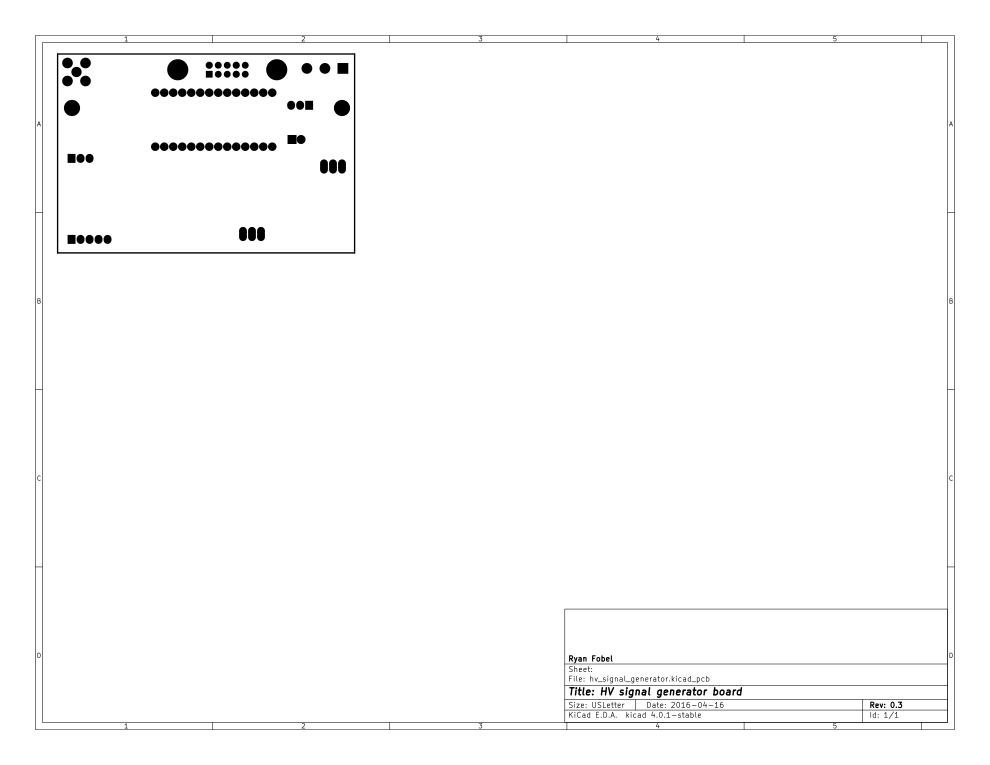 1 2 3 4 5
A A
B B
C C
D D
Ryan Fobel
Sheet:
File: hv_signal_generator.kicad_pcb
Title: HV signal generator board
Size: USLetter Date: 2016-04-16 Rev: 0.3
KiCad E.D.A. kicad 4.0.1-stable Id: 1/1
1 2 3 4 5